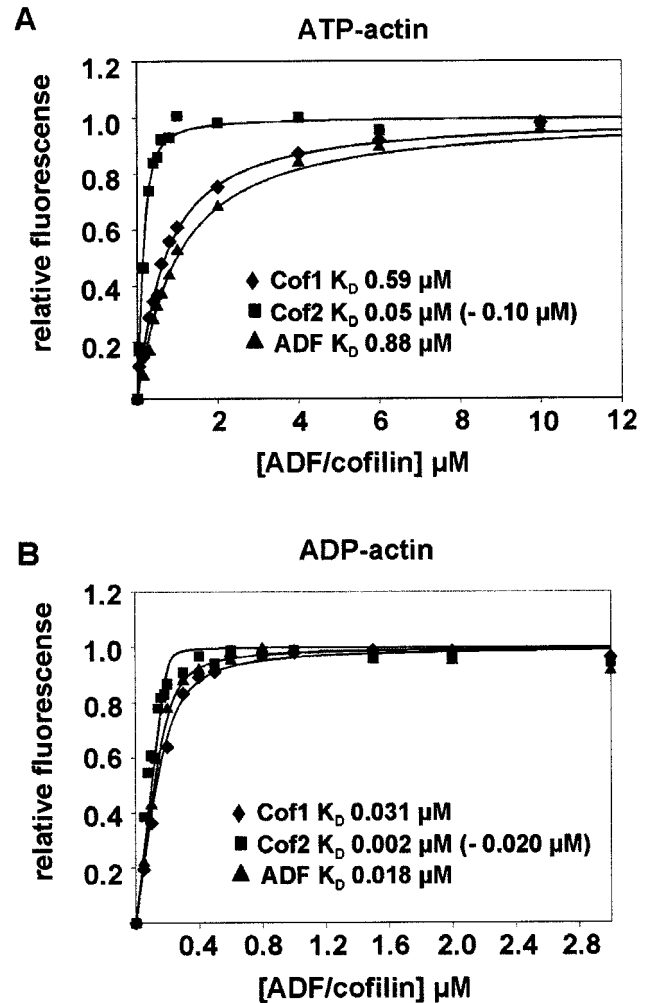 A
ATP-actin
relative fluorescense
1.2
1.0
0.8
0.6
0.4
0.2
◆ Cof1 KD 0.59 µM
■ Cof2 KD 0.05 µM (- 0.10 µM)
▲ ADF KD 0.88 µM
2 4 6 8 10 12
[ADF/cofilin] µM
B
ADP-actin
relative fluorescense
1.2
1.0
0.8
0.6
0.4
0.2
◆ Cof1 KD 0.031 µM
■ Cof2 KD 0.002 µM (- 0.020 µM)
▲ ADF KD 0.018 µM
0.4 0.8 1.2 1.6 2.0 2.4 2.8
[ADF/cofilin] µM